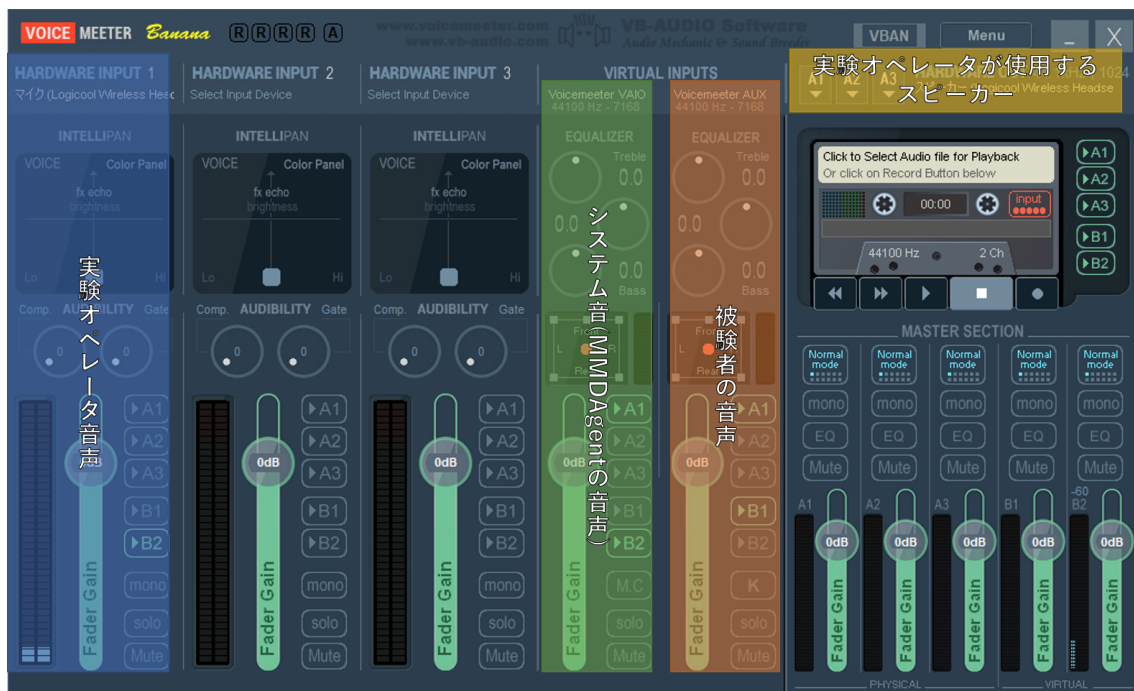 VOICE MEETER Banana R R R R A
www.voicemeeter.com
www.vb-audio.com
VB-AUDIO Software
Audio Mechanic & Sound Breeder
VBAN Menu _ X
HARDWARE INPUT 1
マイク (Logicool Wireless Head
HARDWARE INPUT 2
Select Input Device
HARDWARE INPUT 3
Select Input Device
VIRTUAL INPUTS
Voicemeeter VAIO
44100 Hz - 7168
Voicemeeter AUX
44100 Hz - 7168
A1 A2 A3
実験オペレータが使用する
スピーカー
1024
Logicool Wireless Headse
INTELLIPAN
VOICE Color Panel
fx echo
brightness
Lo Hi
INTELLIPAN
VOICE Color Panel
fx echo
brightness
Lo Hi
INTELLIPAN
VOICE Color Panel
fx echo
brightness
Lo Hi
EQUALIZER
Treble
0.0
0.0
0.0
Bass
EQUALIZER
Treble
0.0
0.0
0.0
Bass
Click to Select Audio file for Playback
Or click on Record Button below
00:00
input
44100 Hz 2 Ch
A1
A2
A3
B1
B2
実験オペレータ音声
システム音(MMDAgentの音声)
被験者の音声
Comp. AUDIBILITY Gate
0 0
Comp. AUDIBILITY Gate
0 0
Comp. AUDIBILITY Gate
0 0
Front
L R
Rear
Front
L
Rear
A1
A2
A3
B1
B2
mono
solo
Mute
Fader Gain
0dB
A1
A2
A3
B1
B2
mono
solo
Mute
Fader Gain
0dB
A1
A2
A3
B1
B2
mono
solo
Mute
Fader Gain
0dB
A1
A2
A3
B1
B2
M.C
solo
Mute
Fader Gain
0dB
A1
A2
A3
B1
B2
K
solo
Mute
Fader Gain
MASTER SECTION
Normal mode Normal mode Normal mode Normal mode Normal mode
mono mono mono mono mono
EQ EQ EQ EQ EQ
Mute Mute Mute Mute Mute
-60
A1 A2 A3 B1 B2
0dB 0dB 0dB 0dB 0dB
Fader Gain Fader Gain Fader Gain Fader Gain Fader Gain
PHYSICAL VIRTUAL